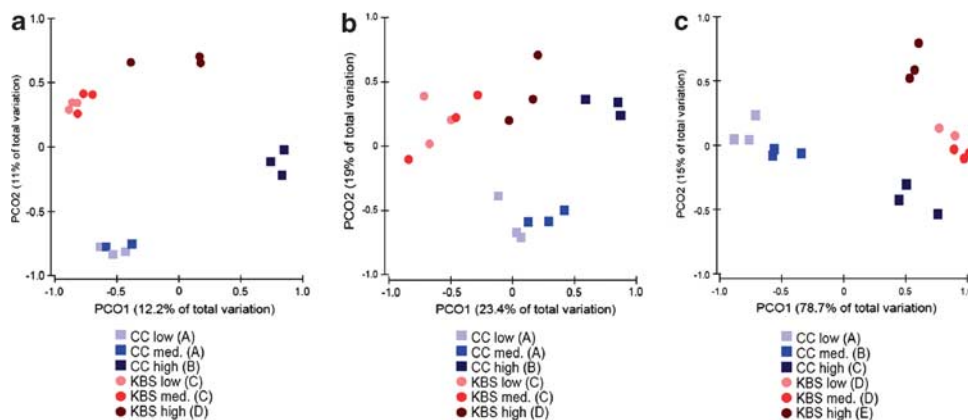 a
1.0
0.5
0
-0.5
-1.0
PCO2 (11% of total variation)
-1.0 -0.5 0 0.5 1.0
PCO1 (12.2% of total variation)
CC low (A)
CC med. (A)
CC high (B)
KBS low (C)
KBS med. (C)
KBS high (D)
b
1.0
0.5
0
-0.5
-1.0
PCO2 (19% of total variation)
-1.0 -0.5 0 0.5 1.0
PCO1 (23.4% of total variation)
CC low (A)
CC med. (A)
CC high (B)
KBS low (C)
KBS med. (C)
KBS high (D)
c
1.0
0.5
0
-0.5
-1.0
PCO2 (15% of total variation)
-1.0 -0.5 0 0.5 1.0
PCO1 (78.7% of total variation)
CC low (A)
CC med. (B)
CC high (C)
KBS low (D)
KBS med. (D)
KBS high (E)